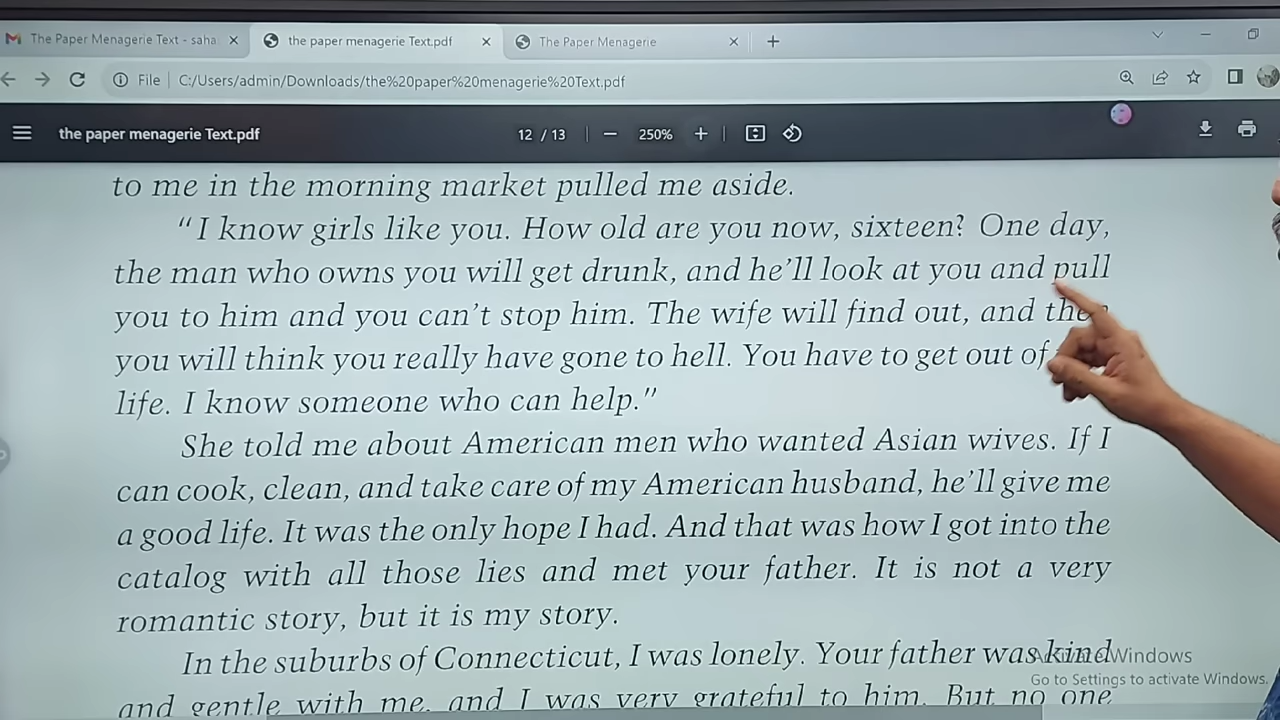 The Paper Menagerie Text - saha
the paper menagerie Text.pdf
The Paper Menagerie
File
C:/Users/admin/Downloads/the%20paper%20menagerie%20Text.pdf
the paper menagerie Text.pdf
12 / 13
250%
to me in the morning market pulled me aside.
“I know girls like you. How old are you now, sixteen? One day,
the man who owns you will get drunk, and he’ll look at you and pull
you to him and you can’t stop him. The wife will find out, and then
you will think you really have gone to hell. You have to get out of
life. I know someone who can help.”
She told me about American men who wanted Asian wives. If I
can cook, clean, and take care of my American husband, he’ll give me
a good life. It was the only hope I had. And that was how I got into the
catalog with all those lies and met your father. It is not a very
romantic story, but it is my story.
In the suburbs of Connecticut, I was lonely. Your father was kind
and gentle with me, and I was very grateful to him. But no one
Activate Windows
Go to Settings to activate Windows.